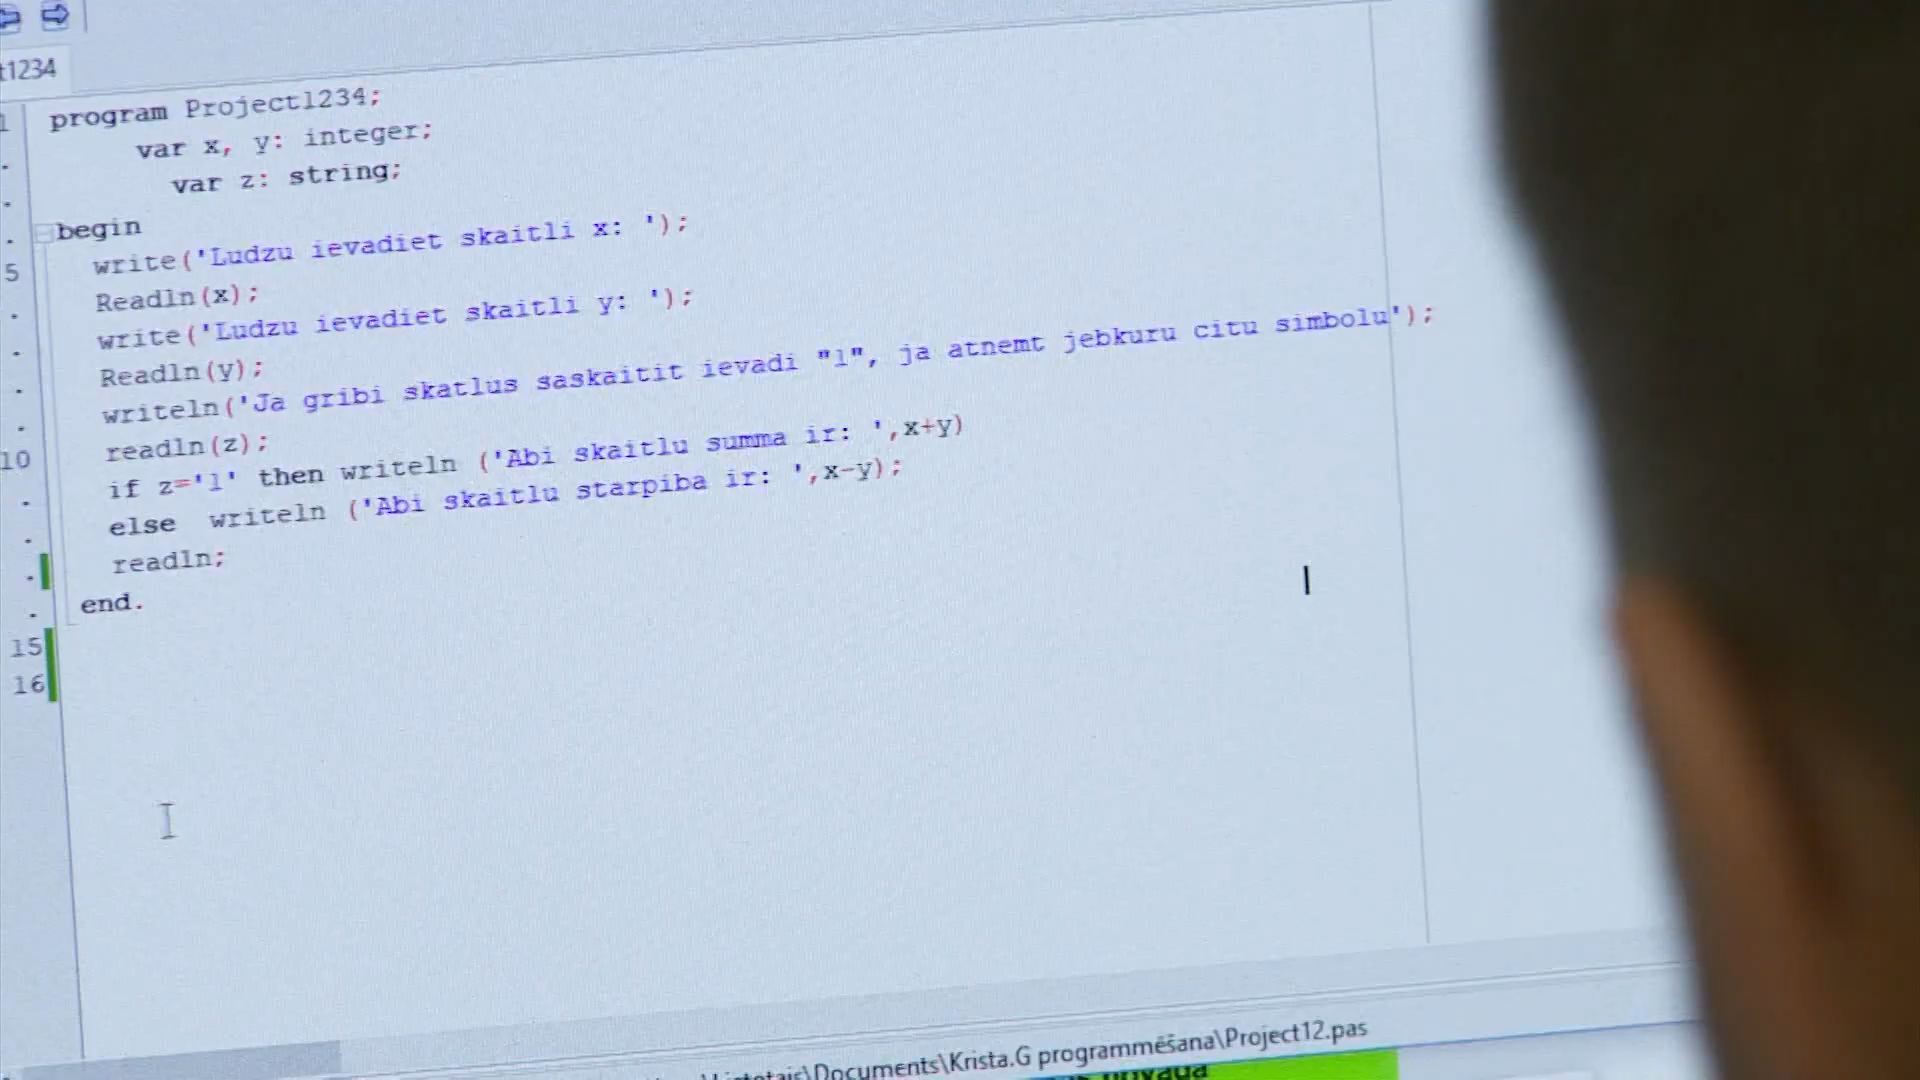 t1234
1 program Project1234;
var x, y: integer;
var z: string;
begin
5 write('Ludzu ievadiet skaitli x: ');
Readln(x);
write('Ludzu ievadiet skaitli y: ');
Readln(y);
writeln('Ja gribi skatlus saskaitit ievadi "1", ja atnemt jebkuru citu simbolu');
10 readln(z);
if z='1' then writeln ('Abi skaitlu summa ir: ',x+y)
else writeln ('Abi skaitlu starpiba ir: ',x-y);
readln;
end.
15
16
\Documents\Krista.G programmēšana\Project12.pas